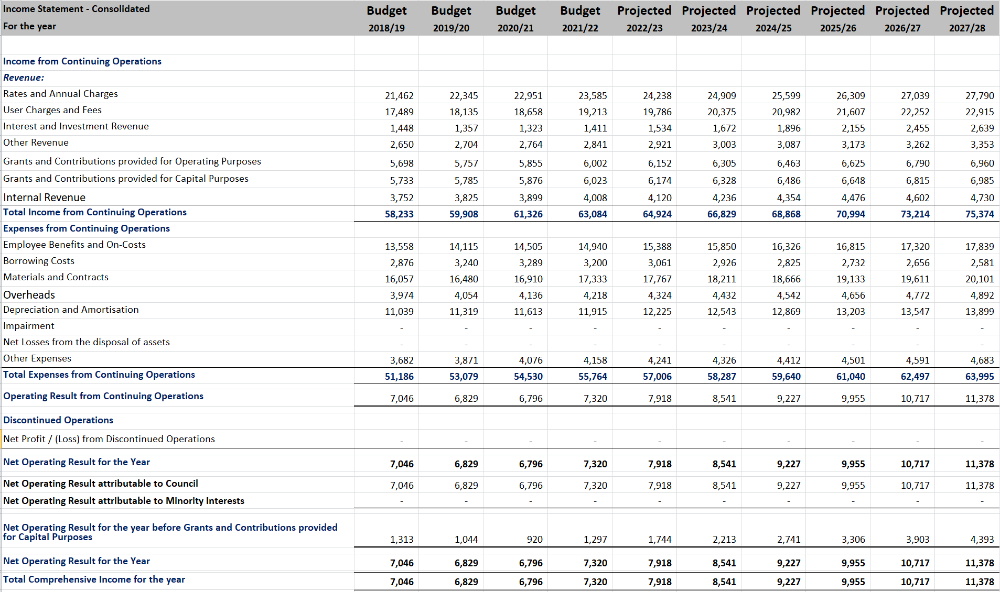 Income Statement - Consolidated Budget Budget Budget Budget Projected Projected Projected Projected Projected Projected
For the year 2018/19 2019/20 2020/21 2021/22 2022/23 2023/24 2024/25 2025/26 2026/27 2027/28
Income from Continuing Operations
Revenue:
Rates and Annual Charges 21,462 22,345 22,951 23,585 24,238 24,909 25,599 26,309 27,039 27,790
User Charges and Fees 17,489 18,135 18,658 19,213 19,786 20,375 20,982 21,607 22,252 22,915
Interest and Investment Revenue 1,448 1,357 1,323 1,411 1,534 1,672 1,896 2,155 2,455 2,639
Other Revenue 2,650 2,704 2,764 2,841 2,921 3,003 3,087 3,173 3,262 3,353
Grants and Contributions provided for Operating Purposes 5,698 5,757 5,855 6,002 6,152 6,305 6,463 6,625 6,790 6,960
Grants and Contributions provided for Capital Purposes 5,733 5,785 5,876 6,023 6,174 6,328 6,486 6,648 6,815 6,985
Internal Revenue 3,752 3,825 3,899 4,008 4,120 4,236 4,354 4,476 4,602 4,730
Total Income from Continuing Operations 58,233 59,908 61,326 63,084 64,924 66,829 68,868 70,994 73,214 75,374
Expenses from Continuing Operations
Employee Benefits and On-Costs 13,558 14,115 14,505 14,940 15,388 15,850 16,326 16,815 17,320 17,839
Borrowing Costs 2,876 3,240 3,289 3,200 3,061 2,926 2,825 2,732 2,656 2,581
Materials and Contracts 16,057 16,480 16,910 17,333 17,767 18,211 18,666 19,133 19,611 20,101
Overheads 3,974 4,054 4,136 4,218 4,324 4,432 4,542 4,656 4,772 4,892
Depreciation and Amortisation 11,039 11,319 11,613 11,915 12,225 12,543 12,869 13,203 13,547 13,899
Impairment - - - - - - - - - -
Net Losses from the disposal of assets - - - - - - - - - -
Other Expenses 3,682 3,871 4,076 4,158 4,241 4,326 4,412 4,501 4,591 4,683
Total Expenses from Continuing Operations 51,186 53,079 54,530 55,764 57,006 58,287 59,640 61,040 62,497 63,995
Operating Result from Continuing Operations 7,046 6,829 6,796 7,320 7,918 8,541 9,227 9,955 10,717 11,378
Discontinued Operations
Net Profit / (Loss) from Discontinued Operations - - - - - - - - - -
Net Operating Result for the Year 7,046 6,829 6,796 7,320 7,918 8,541 9,227 9,955 10,717 11,378
Net Operating Result attributable to Council 7,046 6,829 6,796 7,320 7,918 8,541 9,227 9,955 10,717 11,378
Net Operating Result attributable to Minority Interests - - - - - - - - - -
Net Operating Result for the year before Grants and Contributions provided
for Capital Purposes 1,313 1,044 920 1,297 1,744 2,213 2,741 3,306 3,903 4,393
Net Operating Result for the Year 7,046 6,829 6,796 7,320 7,918 8,541 9,227 9,955 10,717 11,378
Total Comprehensive Income for the year 7,046 6,829 6,796 7,320 7,918 8,541 9,227 9,955 10,717 11,378